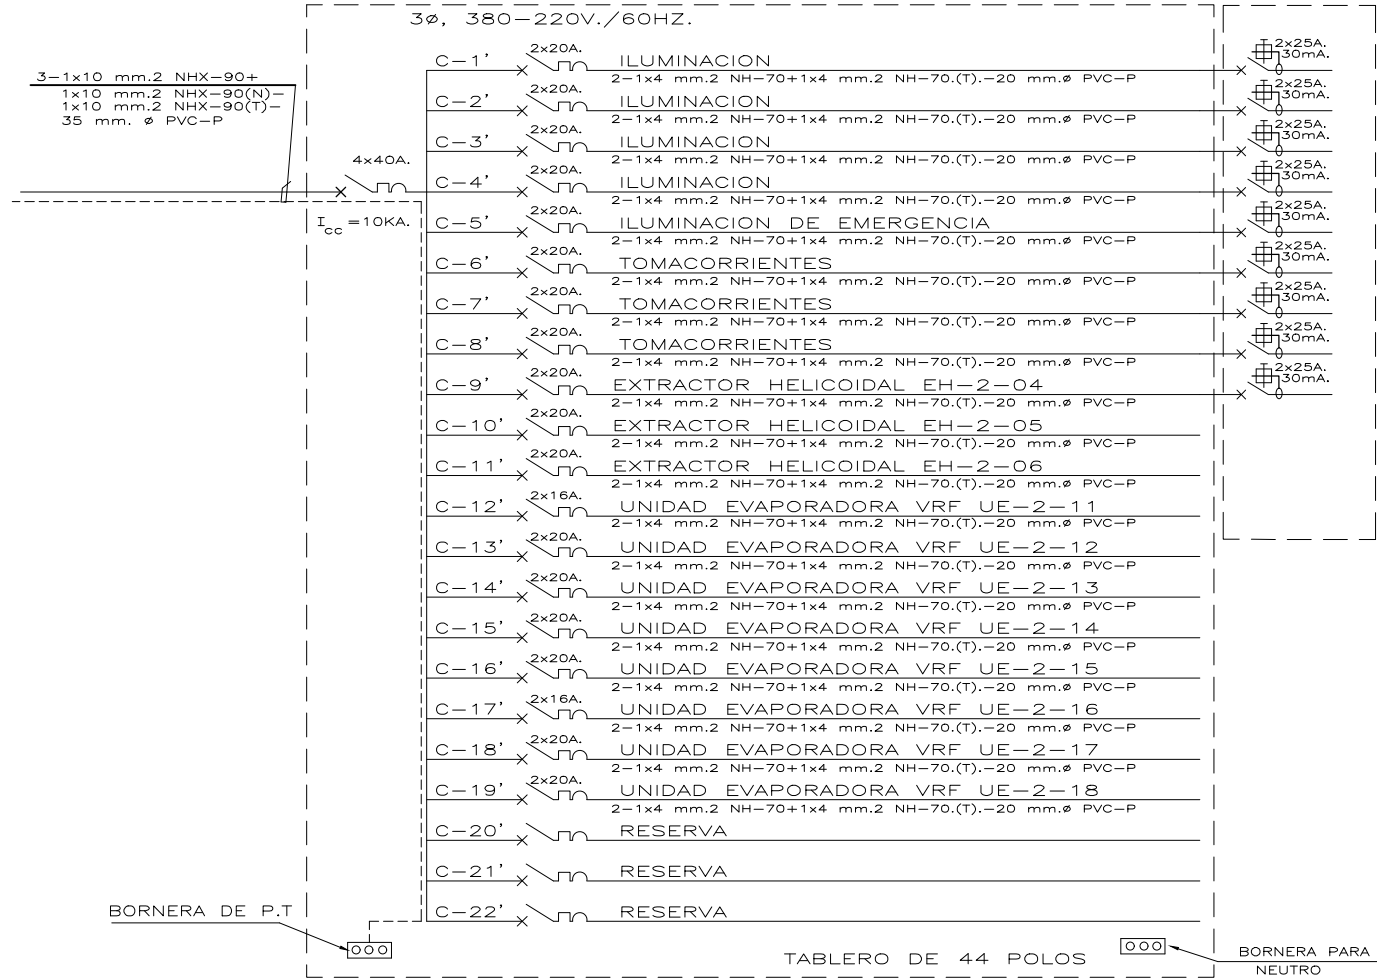 3ø, 380-220V./60HZ.
3-1x10 mm.2 NHX-90+
1x10 mm.2 NHX-90(N)-
1x10 mm.2 NHX-90(T)-
35 mm. ø PVC-P
4x40A.
Icc=10KA.
C-1' 2x20A. ILUMINACION
2-1x4 mm.2 NH-70+1x4 mm.2 NH-70.(T).-20 mm.ø PVC-P
2x25A.
30mA.
C-2' 2x20A. ILUMINACION
2-1x4 mm.2 NH-70+1x4 mm.2 NH-70.(T).-20 mm.ø PVC-P
2x25A.
30mA.
C-3' 2x20A. ILUMINACION
2-1x4 mm.2 NH-70+1x4 mm.2 NH-70.(T).-20 mm.ø PVC-P
2x25A.
30mA.
C-4' 2x20A. ILUMINACION
2-1x4 mm.2 NH-70+1x4 mm.2 NH-70.(T).-20 mm.ø PVC-P
2x25A.
30mA.
C-5' 2x20A. ILUMINACION DE EMERGENCIA
2-1x4 mm.2 NH-70+1x4 mm.2 NH-70.(T).-20 mm.ø PVC-P
2x25A.
30mA.
C-6' 2x20A. TOMACORRIENTES
2-1x4 mm.2 NH-70+1x4 mm.2 NH-70.(T).-20 mm.ø PVC-P
2x25A.
30mA.
C-7' 2x20A. TOMACORRIENTES
2-1x4 mm.2 NH-70+1x4 mm.2 NH-70.(T).-20 mm.ø PVC-P
2x25A.
30mA.
C-8' 2x20A. TOMACORRIENTES
2-1x4 mm.2 NH-70+1x4 mm.2 NH-70.(T).-20 mm.ø PVC-P
2x25A.
30mA.
C-9' 2x20A. EXTRACTOR HELICOIDAL EH-2-04
2-1x4 mm.2 NH-70+1x4 mm.2 NH-70.(T).-20 mm.ø PVC-P
2x25A.
30mA.
C-10' 2x20A. EXTRACTOR HELICOIDAL EH-2-05
2-1x4 mm.2 NH-70+1x4 mm.2 NH-70.(T).-20 mm.ø PVC-P
C-11' 2x20A. EXTRACTOR HELICOIDAL EH-2-06
2-1x4 mm.2 NH-70+1x4 mm.2 NH-70.(T).-20 mm.ø PVC-P
C-12' 2x16A. UNIDAD EVAPORADORA VRF UE-2-11
2-1x4 mm.2 NH-70+1x4 mm.2 NH-70.(T).-20 mm.ø PVC-P
C-13' 2x20A. UNIDAD EVAPORADORA VRF UE-2-12
2-1x4 mm.2 NH-70+1x4 mm.2 NH-70.(T).-20 mm.ø PVC-P
C-14' 2x20A. UNIDAD EVAPORADORA VRF UE-2-13
2-1x4 mm.2 NH-70+1x4 mm.2 NH-70.(T).-20 mm.ø PVC-P
C-15' 2x20A. UNIDAD EVAPORADORA VRF UE-2-14
2-1x4 mm.2 NH-70+1x4 mm.2 NH-70.(T).-20 mm.ø PVC-P
C-16' 2x20A. UNIDAD EVAPORADORA VRF UE-2-15
2-1x4 mm.2 NH-70+1x4 mm.2 NH-70.(T).-20 mm.ø PVC-P
C-17' 2x16A. UNIDAD EVAPORADORA VRF UE-2-16
2-1x4 mm.2 NH-70+1x4 mm.2 NH-70.(T).-20 mm.ø PVC-P
C-18' 2x20A. UNIDAD EVAPORADORA VRF UE-2-17
2-1x4 mm.2 NH-70+1x4 mm.2 NH-70.(T).-20 mm.ø PVC-P
C-19' 2x20A. UNIDAD EVAPORADORA VRF UE-2-18
2-1x4 mm.2 NH-70+1x4 mm.2 NH-70.(T).-20 mm.ø PVC-P
C-20' RESERVA
C-21' RESERVA
C-22' RESERVA
BORNERA DE P.T
TABLERO DE 44 POLOS
BORNERA PARA
NEUTRO